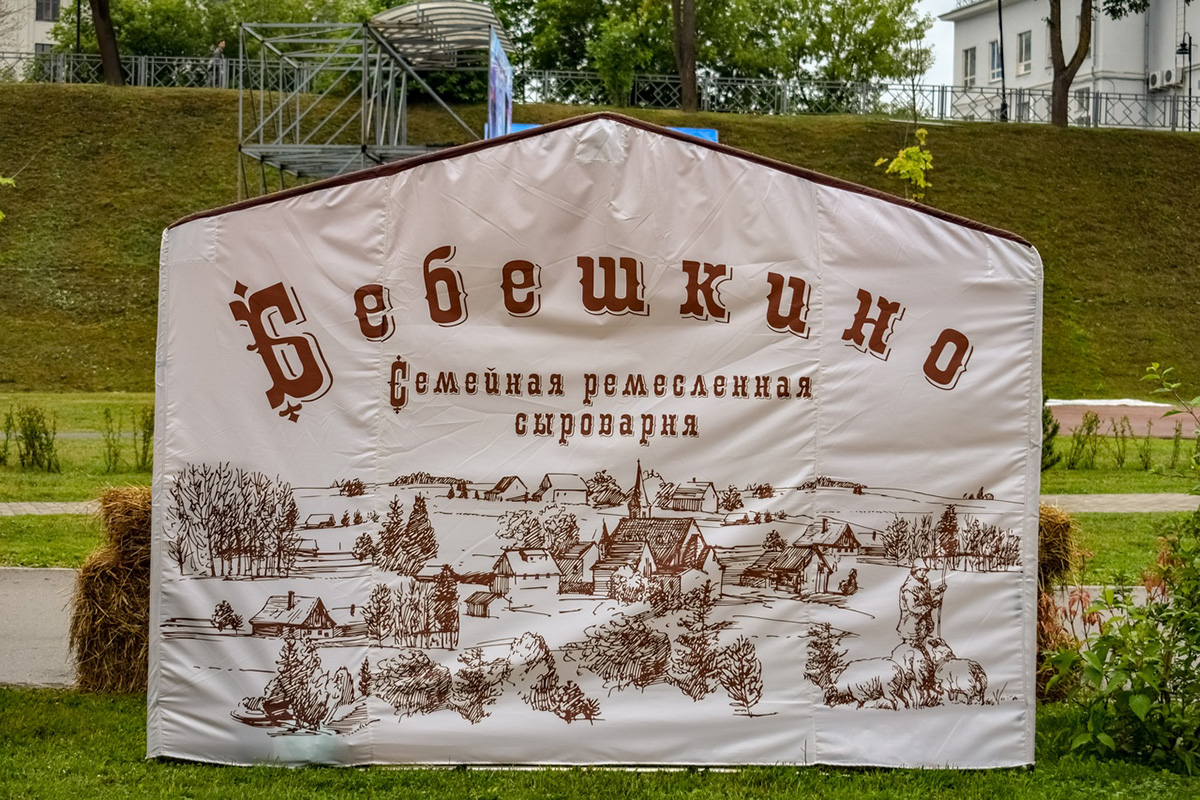 Бебешкино
Семейная ремесленная
сыроварня